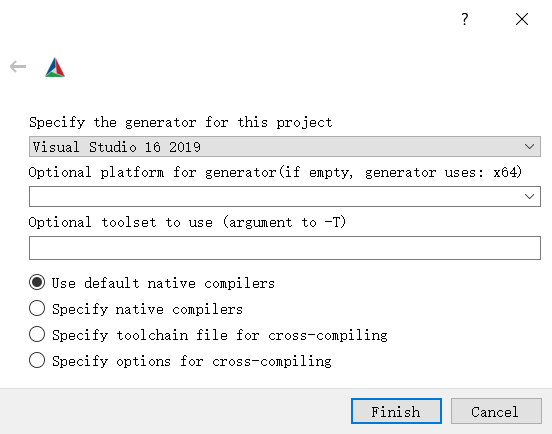 ?
Specify the generator for this project
Visual Studio 16 2019
Optional platform for generator(if empty, generator uses: x64)
Optional toolset to use (argument to -T)
Use default native compilers
Specify native compilers
Specify toolchain file for cross-compiling
Specify options for cross-compiling
Finish Cancel